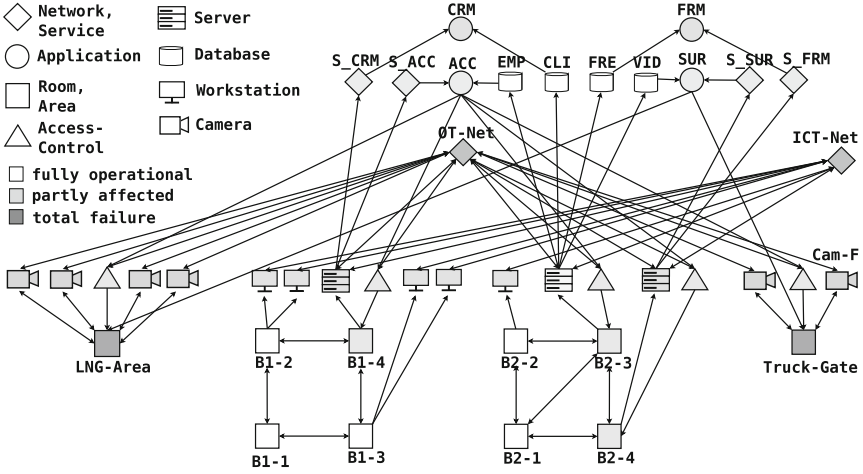 Network,
Service
Server
Application
Database
Room,
Area
Workstation
Access-
Control
Camera
fully operational
partly affected
total failure
CRM
FRM
S_CRM
S_ACC
ACC
EMP
CLI
FRE
VID
SUR
S_SUR
S_FRM
OT-Net
ICT-Net
Cam-F
LNG-Area
B1-2
B1-4
B2-2
B2-3
Truck-Gate
B1-1
B1-3
B2-1
B2-4